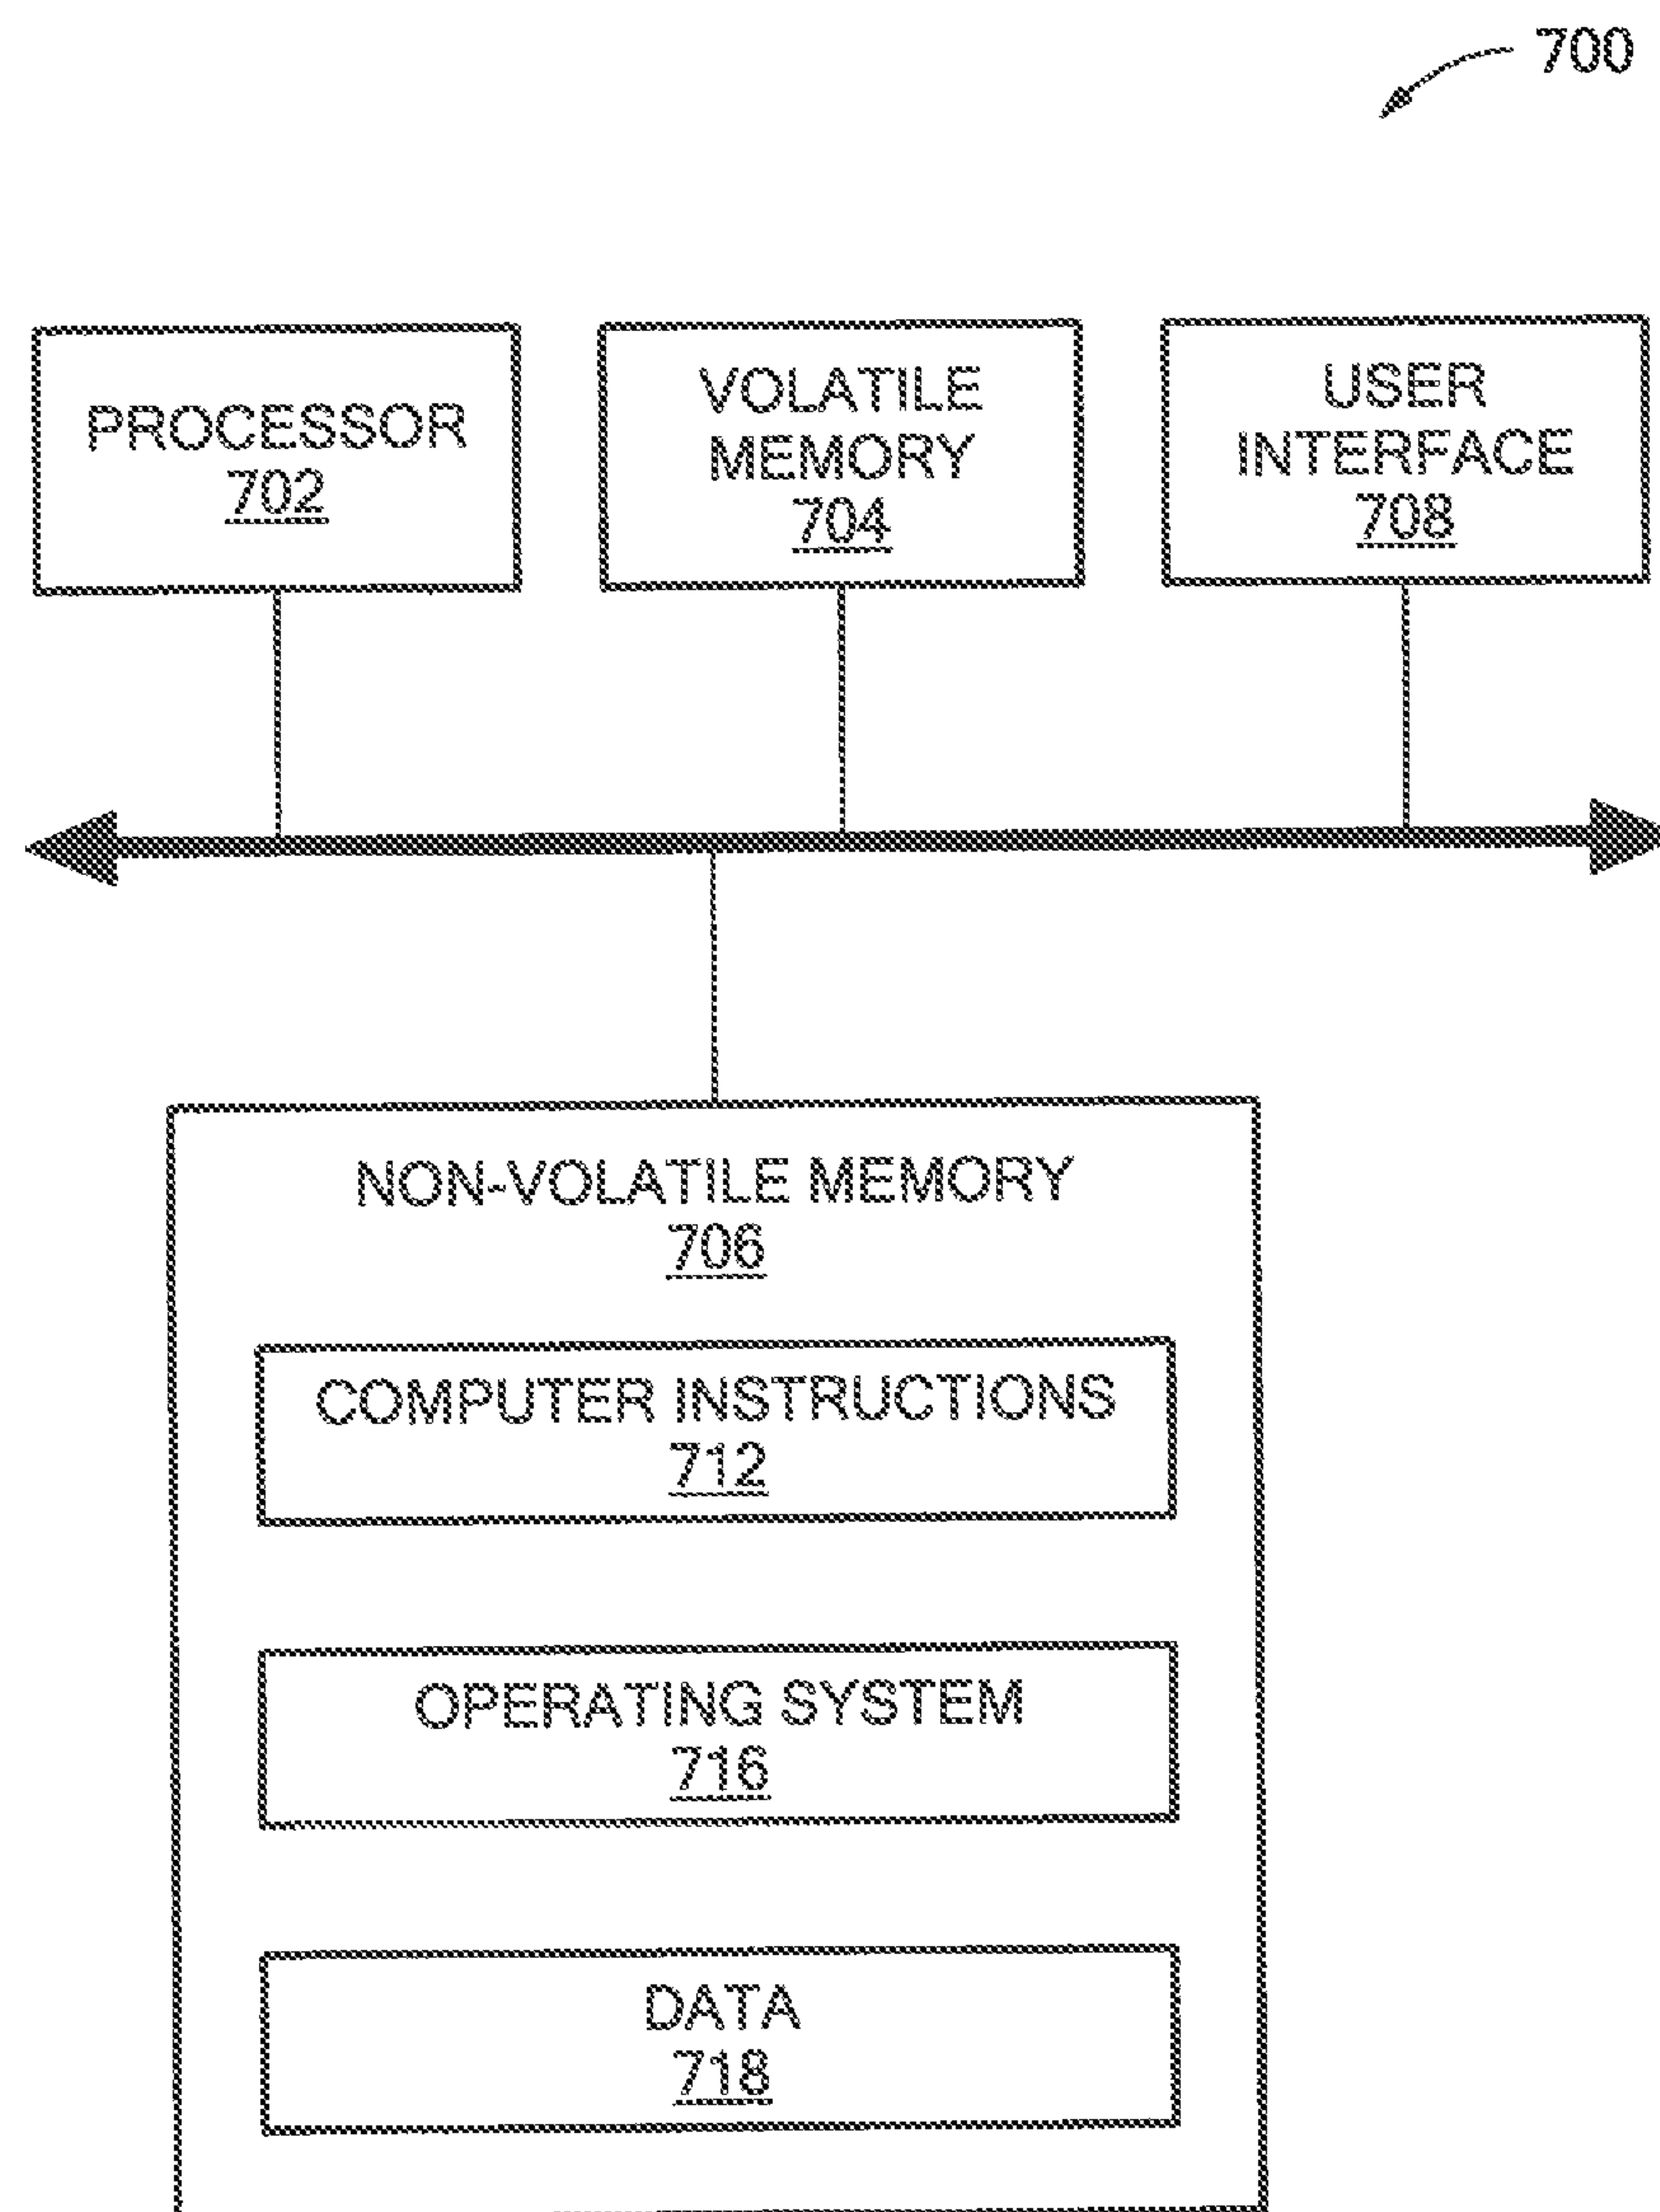 700
PROCESSOR
702
VOLATILE
MEMORY
704
USER
INTERFACE
708
NON-VOLATILE MEMORY
706
COMPUTER INSTRUCTIONS
712
OPERATING SYSTEM
716
DATA
718